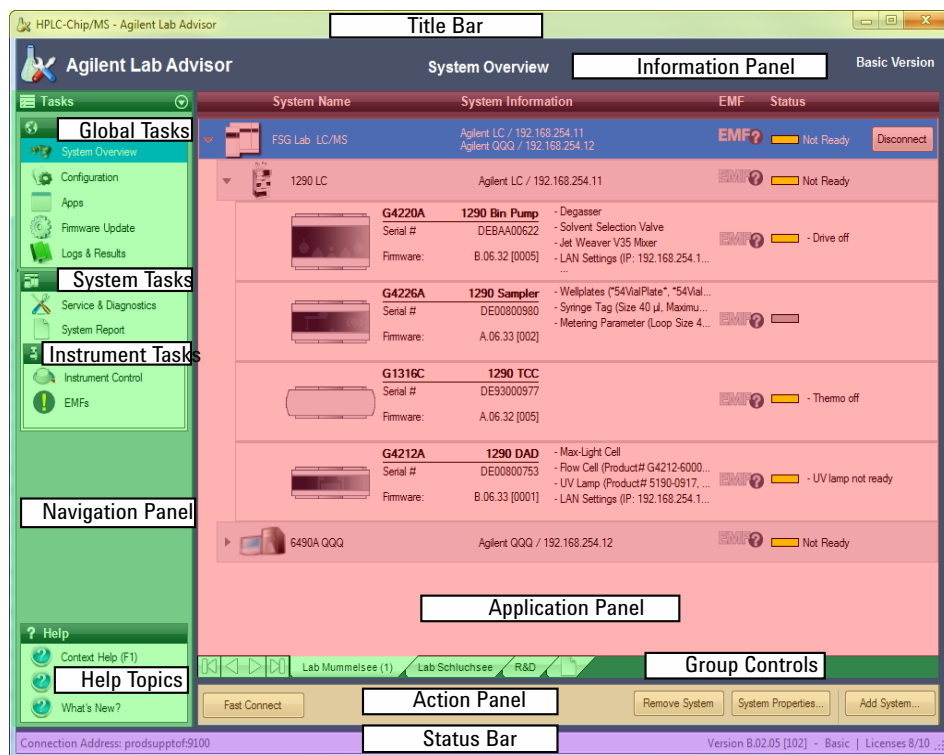 HPLC-Chip/MS - Agilent Lab Advisor
Title Bar
Agilent Lab Advisor
System Overview
Information Panel
Basic Version
Tasks
Global Tasks
System Overview
Configuration
Apps
Firmware Update
Logs & Results
System Tasks
Service & Diagnostics
System Report
Instrument Tasks
Instrument Control
EMFs
Navigation Panel
? Help
Context Help (F1)
Help Topics
What's New?
System Name System Information EMF Status
FSG Lab LC/MS
Agilent LC / 192.168.254.11
Agilent QQQ / 192.168.254.12
EMF?
Not Ready
Disconnect
1290 LC
Agilent LC / 192.168.254.11
EMF?
Not Ready
G4220A 1290 Bin Pump
Serial # DEBAA00622
Firmware: B.06.32 [0005]
- Degasser
- Solvent Selection Valve
- Jet Weaver V35 Mixer
- LAN Settings (IP: 192.168.254.1...
...
EMF?
- Drive off
G4226A 1290 Sampler
Serial # DE00800980
Firmware: A.06.33 [002]
- Wellplates (*54VialPlate*, *54Vial...
- Syringe Tag (Size 40 µl, Maximu...
- Metering Parameter (Loop Size 4...
EMF?
G1316C 1290 TCC
Serial # DE93000977
Firmware: A.06.32 [005]
EMF?
- Thermo off
G4212A 1290 DAD
Serial # DE00800753
Firmware: B.06.33 [0001]
- Max-Light Cell
- Flow Cell (Product# G4212-6000...
- UV Lamp (Product# 5190-0917, ...
- LAN Settings (IP: 192.168.254.1...
EMF?
- UV lamp not ready
6490A QQQ
Agilent QQQ / 192.168.254.12
EMF?
Not Ready
Application Panel
Lab Mummelsee (1) Lab Schluchsee R&D
Group Controls
Fast Connect
Action Panel
Remove System System Properties... Add System...
Connection Address: prodsupptof:9100
Status Bar
Version B.02.05 [102] - Basic | Licenses 8/10